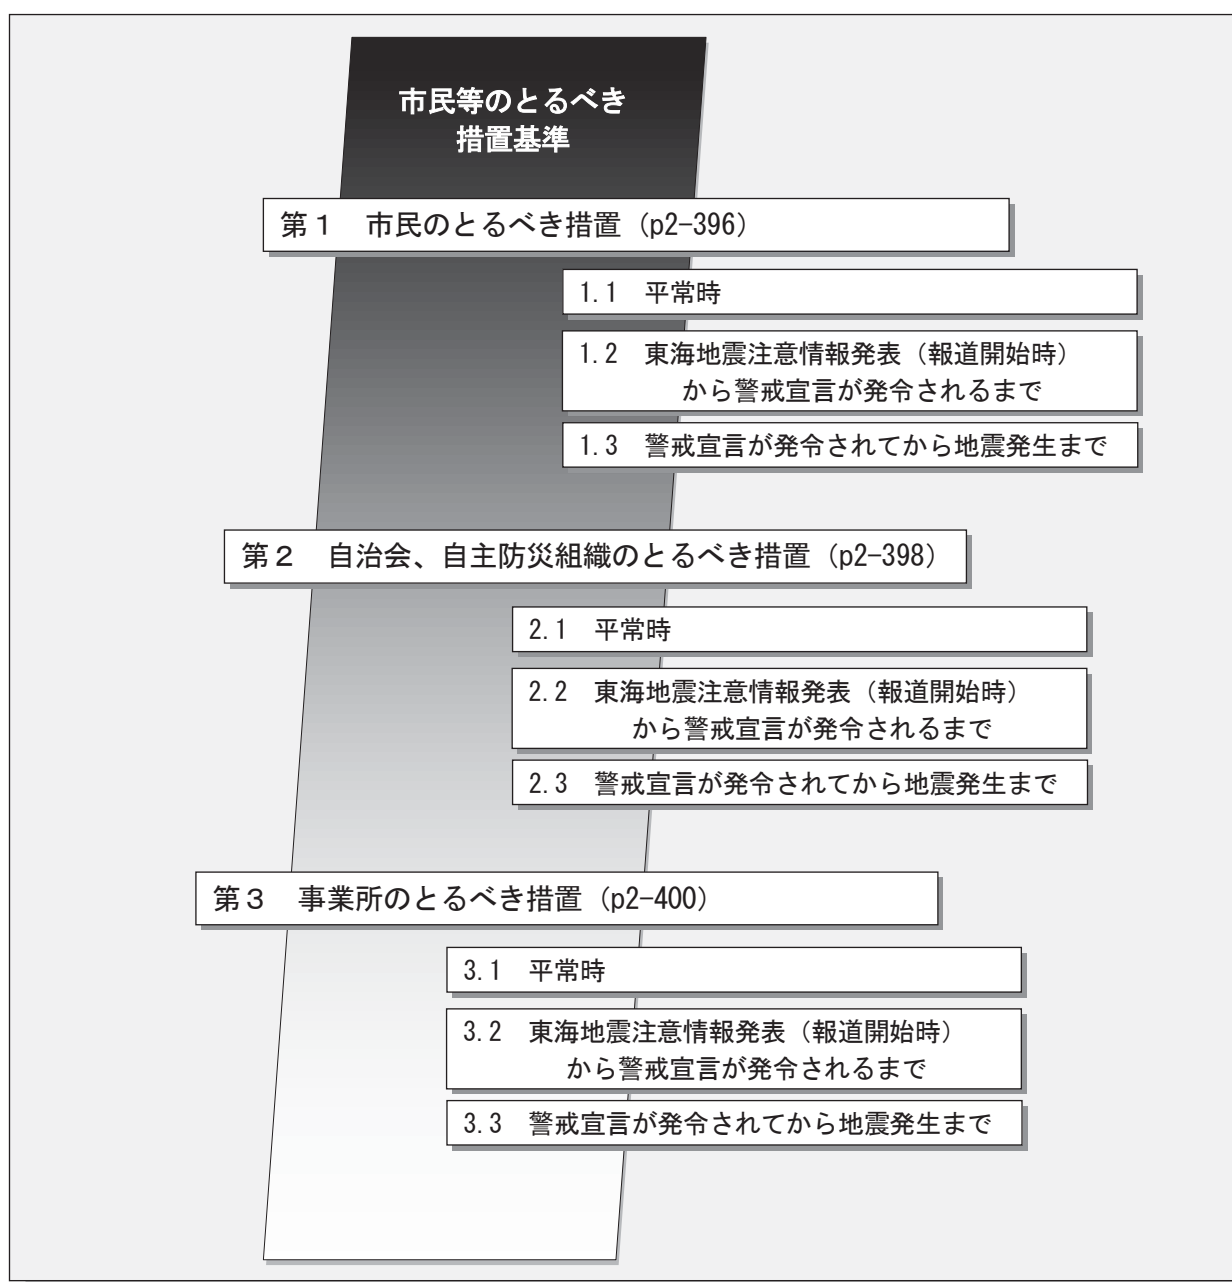 市民等のとるべき
措置基準
第１　市民のとるべき措置（p2-396）
1.1　平常時
1.2　東海地震注意情報発表（報道開始時）
から警戒宣言が発令されるまで
1.3　警戒宣言が発令されてから地震発生まで
第２　自治会、自主防災組織のとるべき措置（p2-398）
2.1　平常時
2.2　東海地震注意情報発表（報道開始時）
から警戒宣言が発令されるまで
2.3　警戒宣言が発令されてから地震発生まで
第３　事業所のとるべき措置（p2-400）
3.1　平常時
3.2　東海地震注意情報発表（報道開始時）
から警戒宣言が発令されるまで
3.3　警戒宣言が発令されてから地震発生まで